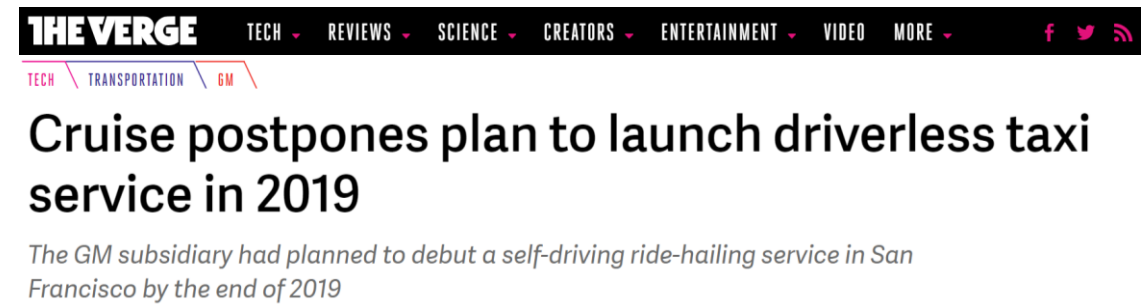 THE VERGE TECH REVIEWS SCIENCE CREATORS ENTERTAINMENT VIDEO MORE
TECH TRANSPORTATION GM
Cruise postpones plan to launch driverless taxi
service in 2019
The GM subsidiary had planned to debut a self-driving ride-hailing service in San
Francisco by the end of 2019